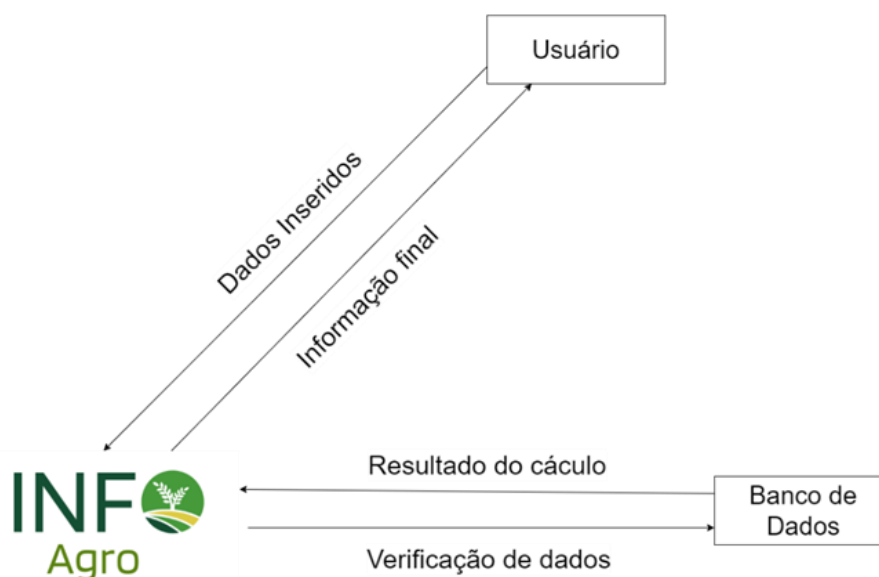 Usuário
Dados Inseridos
Informação final
Resultado do cáculo
INFO
Agro
Banco de
Dados
Verificação de dados